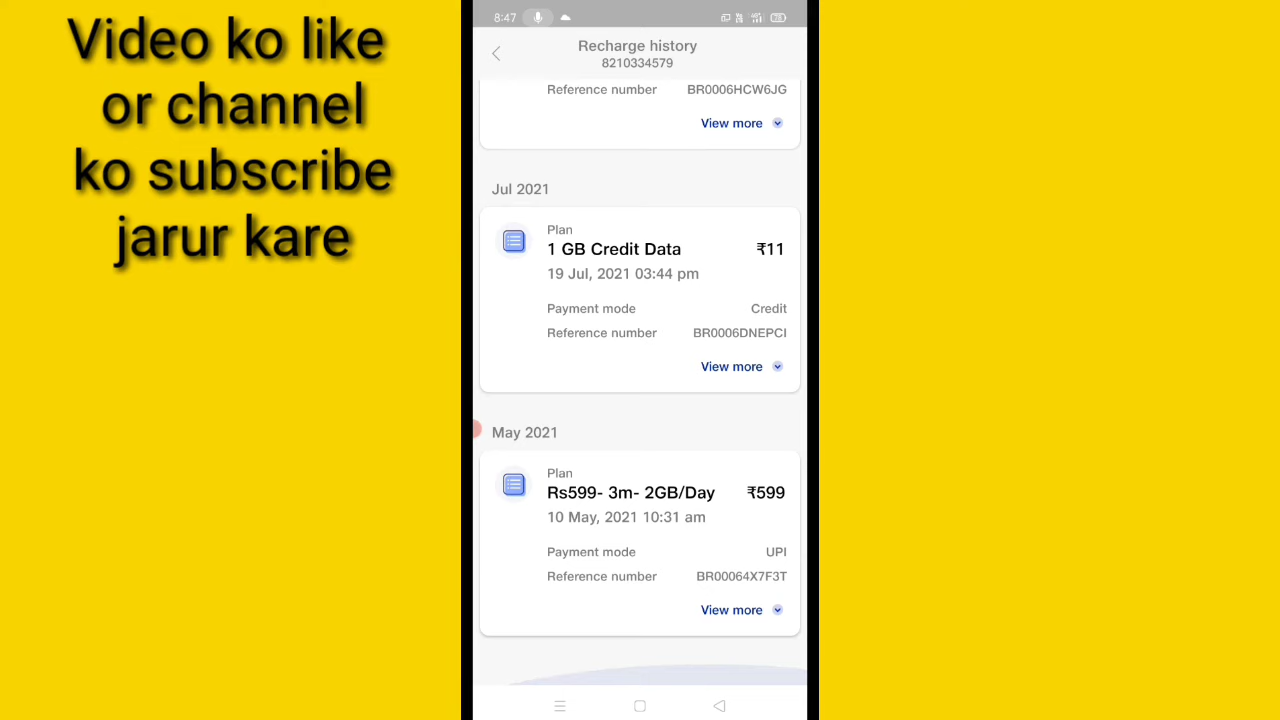 Video ko like
or channel
ko subscribe
jarur kare
8:47
Recharge history
8210334579
Reference number BR0006HCW6JG
View more
Jul 2021
Plan
1 GB Credit Data ₹11
19 Jul, 2021 03:44 pm
Payment mode Credit
Reference number BR0006DNEPCI
View more
May 2021
Plan
Rs599- 3m- 2GB/Day ₹599
10 May, 2021 10:31 am
Payment mode UPI
Reference number BR00064X7F3T
View more